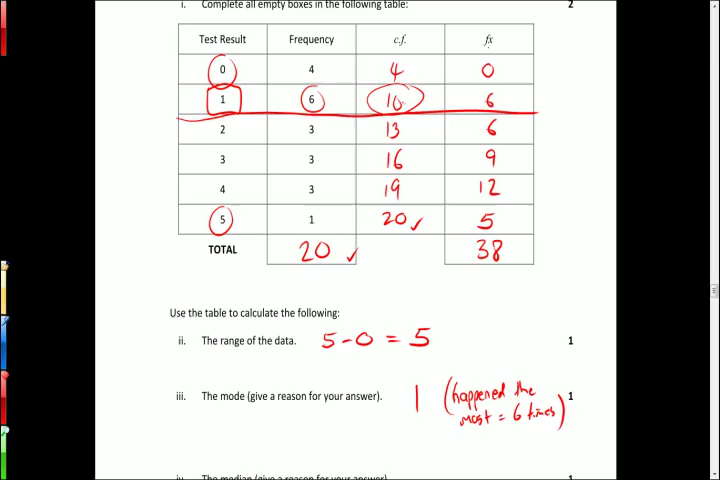 i. Complete all empty boxes in the following table: 2
Test Result Frequency c.f. fx
0 4 4 0
1 6 10 6
2 3 13 6
3 3 16 9
4 3 19 12
5 1 20 ✓ 5
TOTAL 20 ✓ 38
Use the table to calculate the following:
ii. The range of the data. 5 - 0 = 5 1
iii. The mode (give a reason for your answer). 1 (happened the 1
most = 6 times)
iv. The median (give a reason for your answer) 1